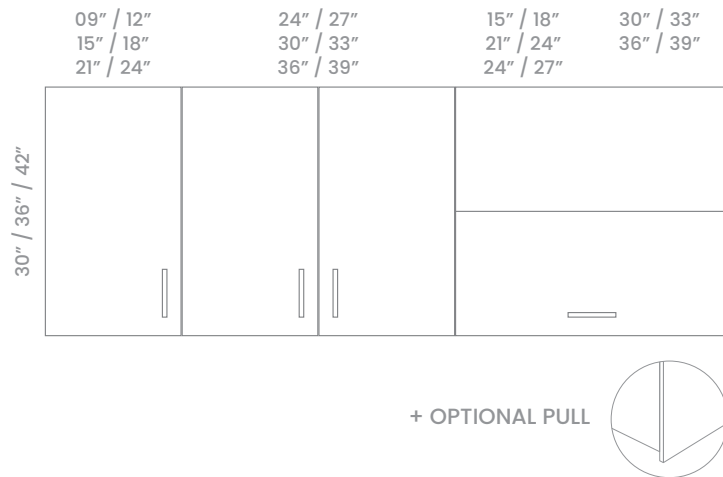 09” / 12”
15” / 18”
21” / 24”
24” / 27”
30” / 33”
36” / 39”
15” / 18”
21” / 24”
24” / 27”
30” / 33”
36” / 39”
30” / 36” / 42”
+ OPTIONAL PULL